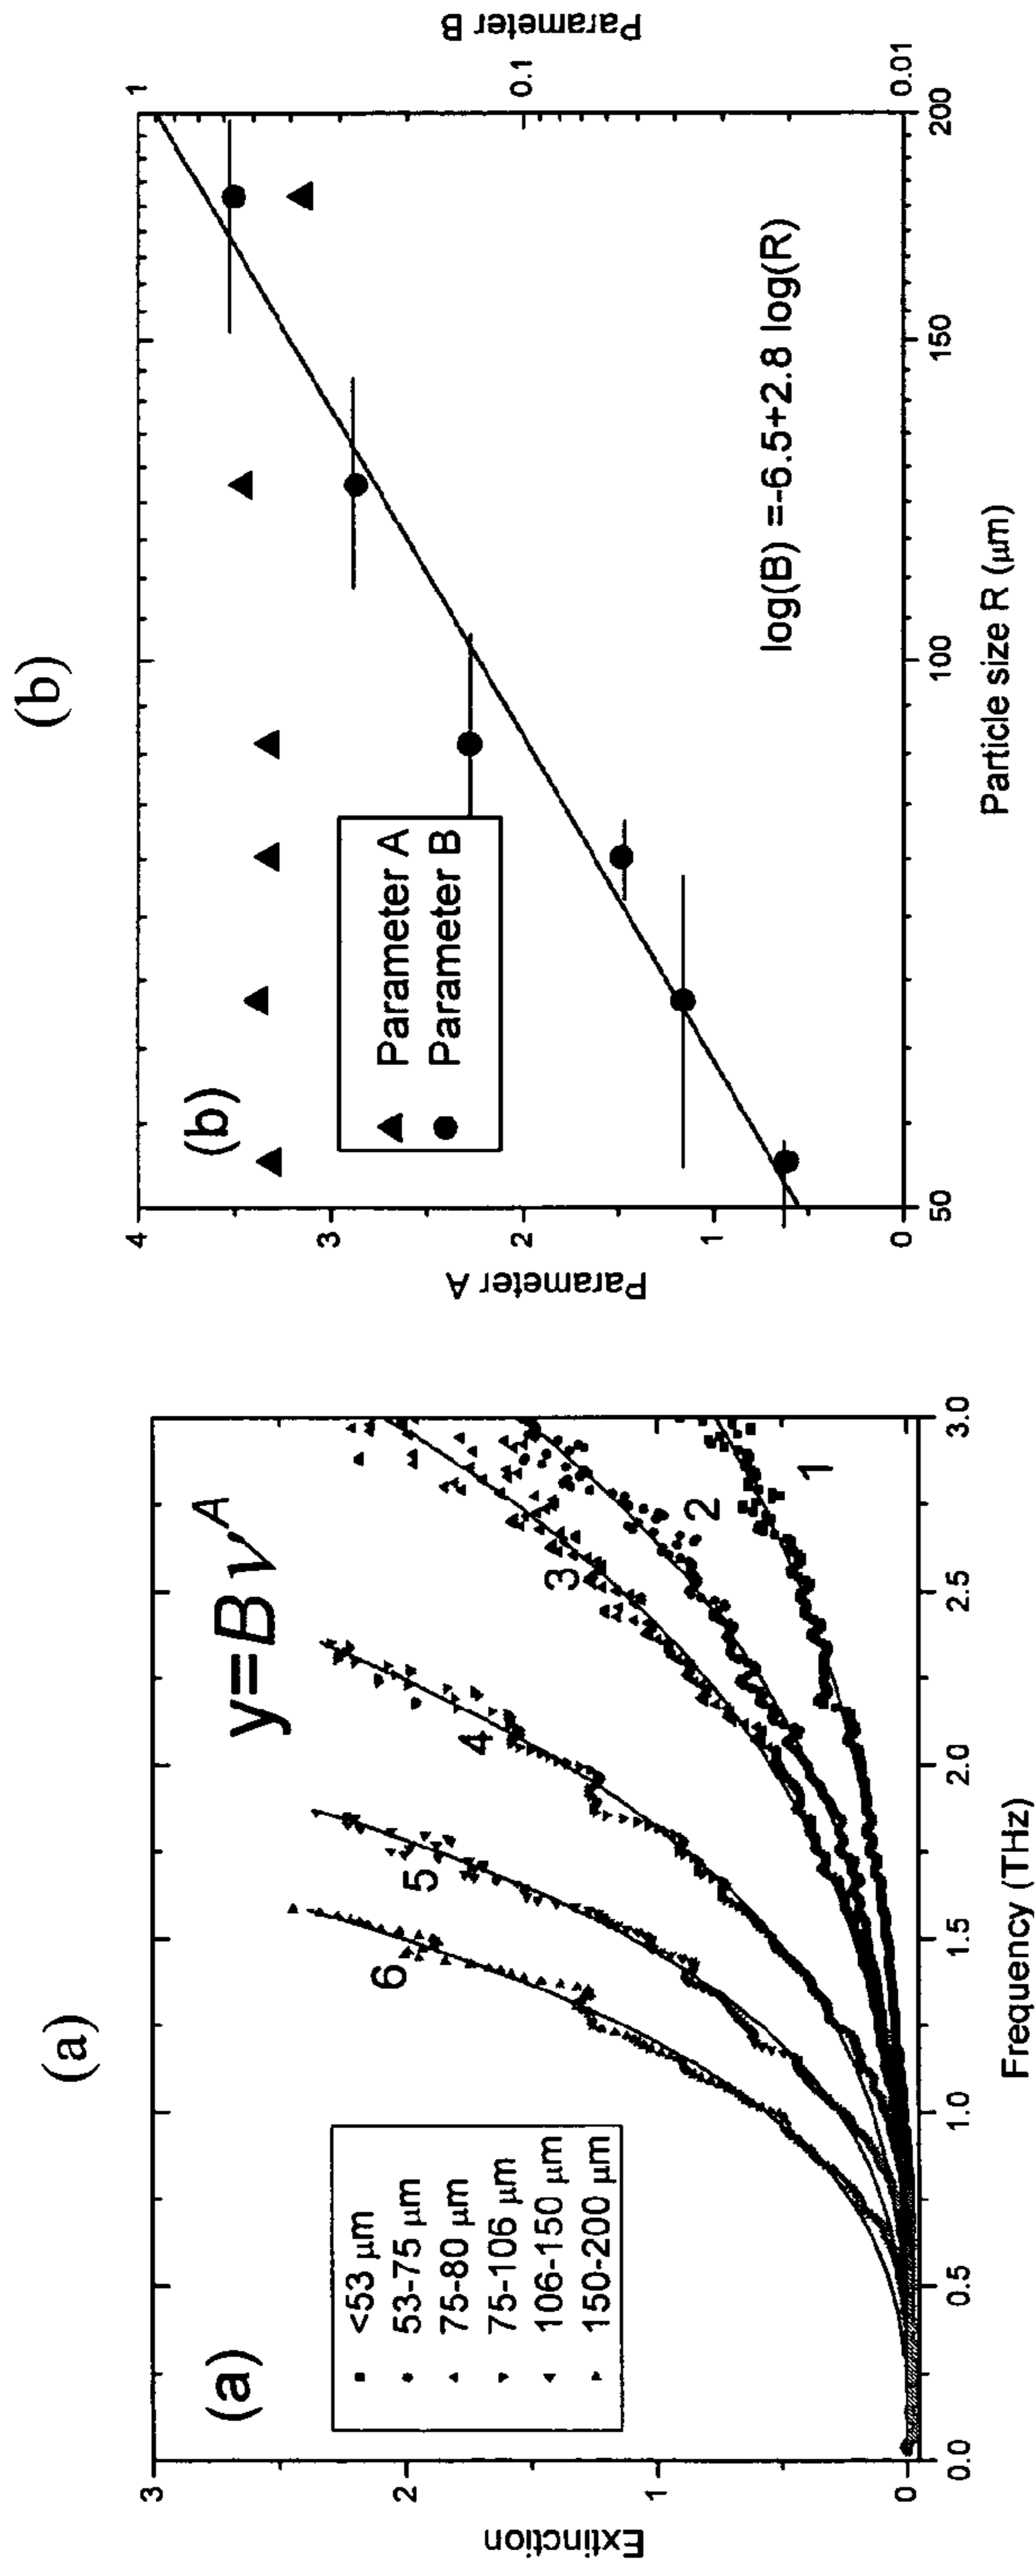 (a)
(a)
y=Bν^A
<53 μm
53-75 μm
75-80 μm
75-106 μm
106-150 μm
150-200 μm
6
5
4
3
2
1
Extinction
3
2
1
0
0.0
0.5
1.0
1.5
2.0
2.5
3.0
Frequency (THz)
(b)
(b)
Parameter A
Parameter B
log(B) =-6.5+2.8 log(R)
Parameter A
4
3
2
1
0
Parameter B
1
0.1
0.01
50
100
150
200
Particle size R (μm)